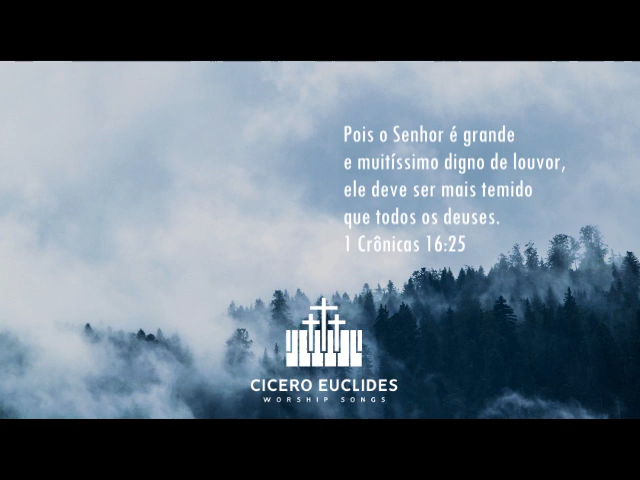 Pois o Senhor é grande
e muitíssimo digno de louvor,
ele deve ser mais temido
que todos os deuses.
1 Crônicas 16:25
CICERO EUCLIDES
WORSHIP SONGS